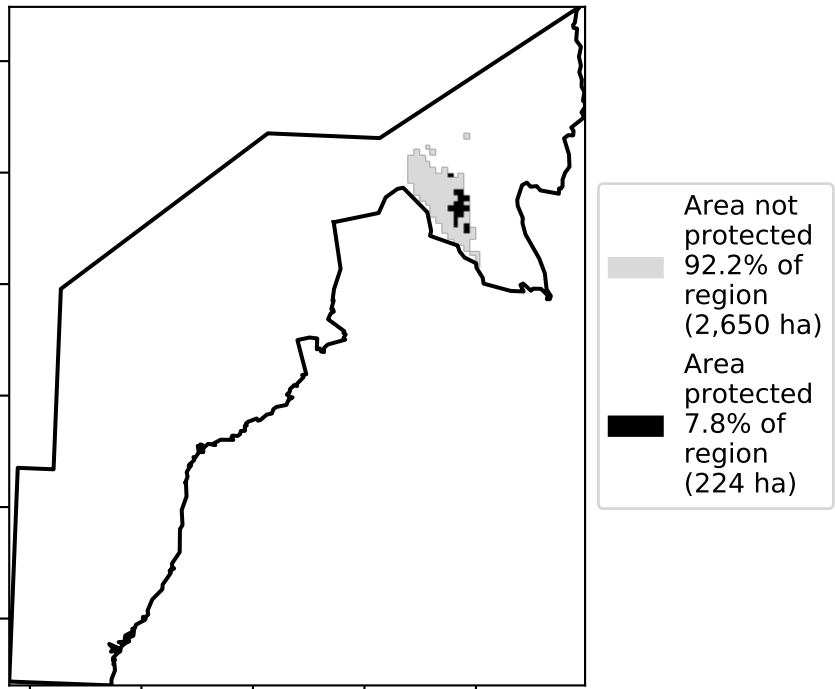 Area not
protected
92.2% of
region
(2,650 ha)
Area
protected
7.8% of
region
(224 ha)